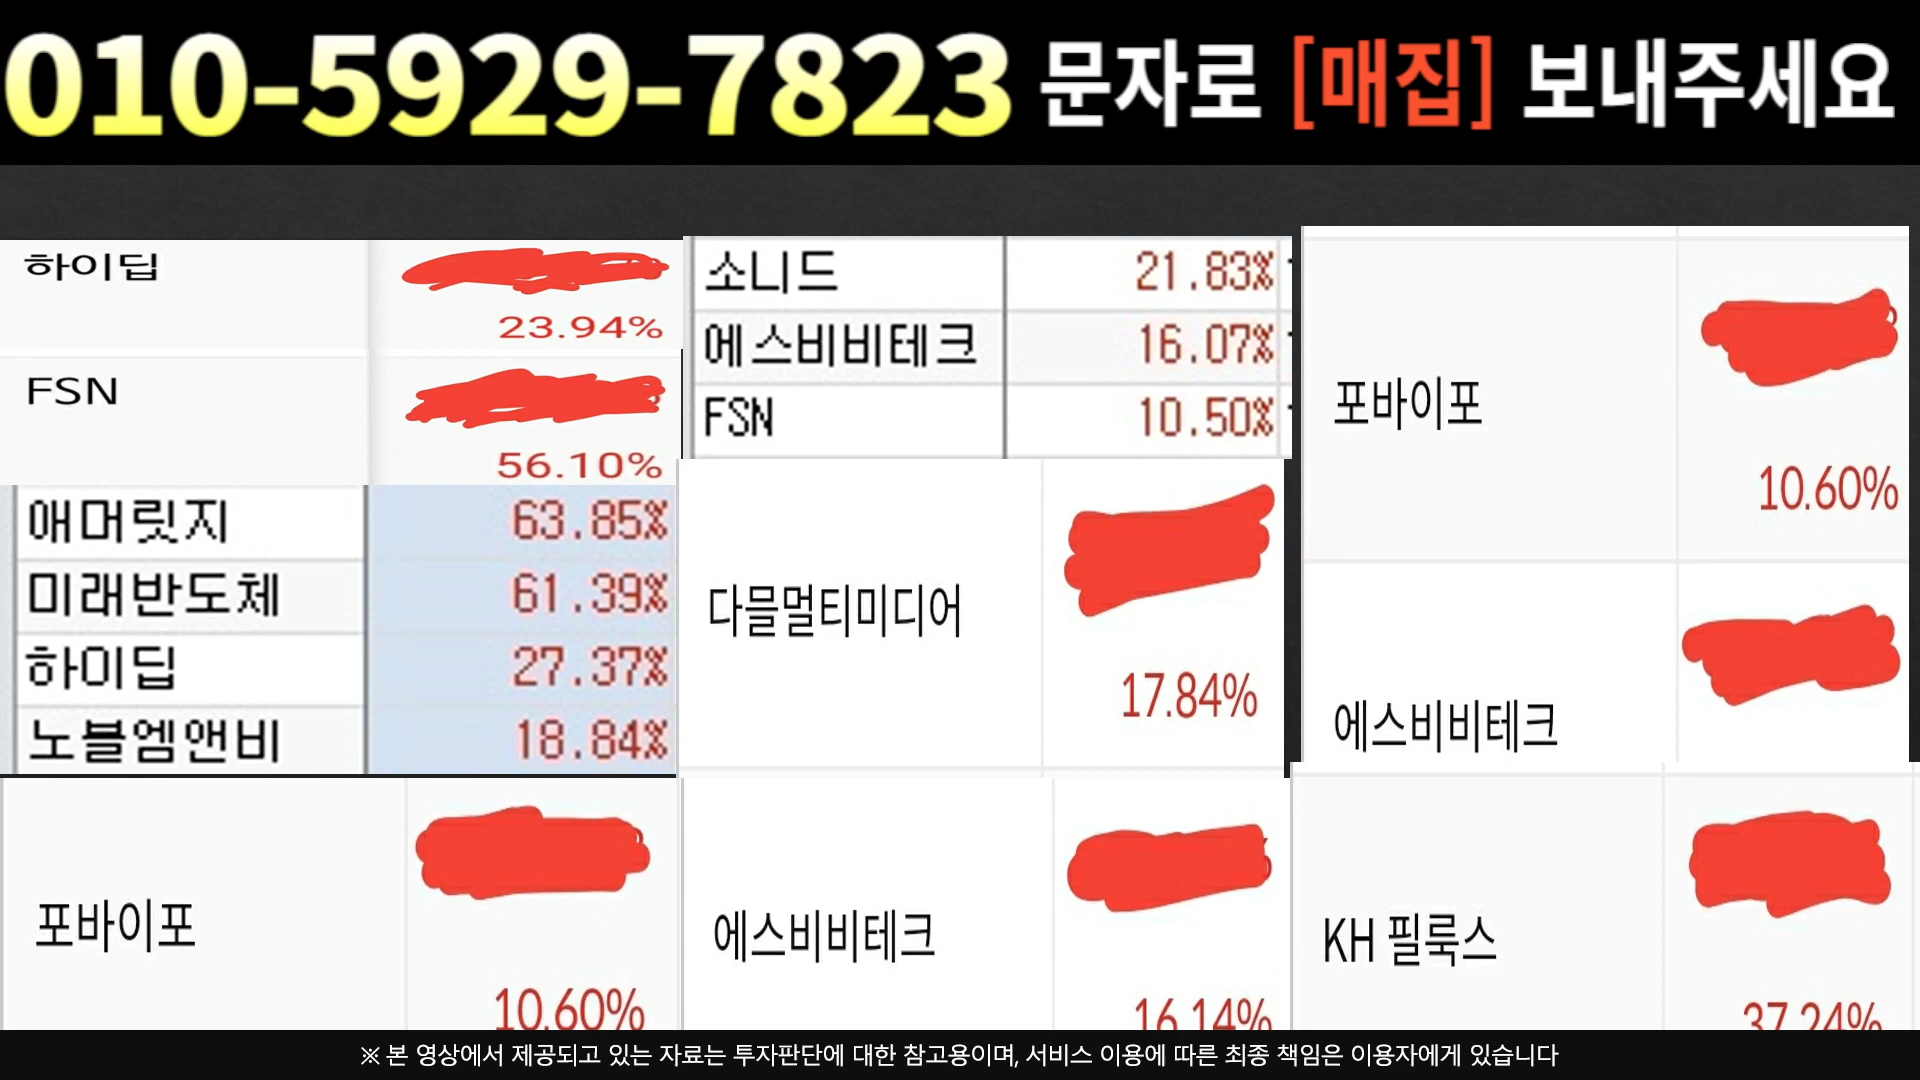 010-5929-7823 문자로 [매집] 보내주세요
하이딥
23.94%
FSN
56.10%
애머릿지 63.85%
미래반도체 61.39%
하이딥 27.37%
노블엠앤비 18.84%
소니드 21.83%
에스비비테크 16.07%
FSN 10.50%
다믈멀티미디어
17.84%
포바이포
10.60%
에스비비테크
포바이포
10.60%
에스비비테크
16.14%
KH 필룩스
37.24%
※ 본 영상에서 제공되고 있는 자료는 투자판단에 대한 참고용이며, 서비스 이용에 따른 최종 책임은 이용자에게 있습니다